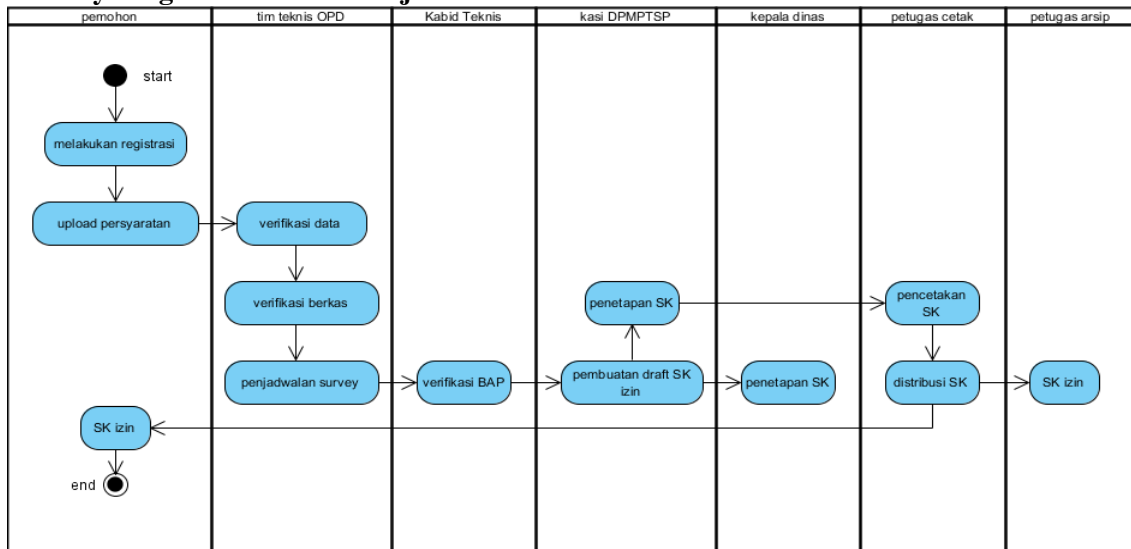 pemohon
tim teknis OPD
Kabid Teknis
kasi DPMPTSP
kepala dinas
petugas cetak
petugas arsip
start
melakukan registrasi
upload persyaratan
verifikasi data
verifikasi berkas
penetapan SK
pencetakan
SK
penjadwalan survey
verifikasi BAP
pembuatan draft SK
izin
penetapan SK
distribusi SK
SK izin
SK izin
end